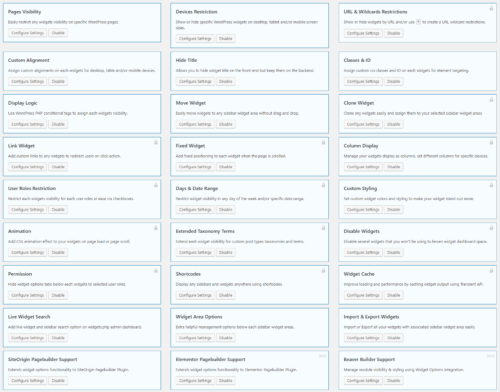 Pages Visibility
Easily restrict any widgets visibility on specific WordPress pages.
Configure Settings Disable
Devices Restriction
Show or hide specific WordPress widgets on desktop, tablet and/or mobile screen
sizes.
Configure Settings Disable
URL & Wildcards Restrictions
Show or hide widgets by URL and/or use * to create a URL wildcard restrictions.
Configure Settings Disable
Custom Alignment
Assign custom alignments on each widgets for desktop, tablet and/or mobile devices.
Configure Settings Disable
Hide Title
Allows you to hide widget title on the front-end but keep them on the backend.
Configure Settings Disable
Classes & ID
Assign custom css classes and ID on each widgets for element targeting.
Configure Settings Disable
Display Logic
Use WordPress PHP conditional tags to assign each widgets visibility.
Configure Settings Disable
Move Widget
Easily move widgets to any sidebar widget area without drag and drop.
Configure Settings Disable
Clone Widget
Clone any widgets easily and assign them to your selected sidebar widget areas.
Configure Settings Disable
Link Widget
Add custom links to any widgets to redirect users on click action.
Configure Settings Disable
Fixed Widget
Add fixed positioning to each widget when the page is scrolled.
Configure Settings Disable
Column Display
Manage your widgets display as columns, set different columns for specific devices.
Configure Settings Disable
User Roles Restriction
Restrict each widgets visibility for each user roles at ease via checkboxes.
Configure Settings Disable
Days & Date Range
Restrict widget visibility in any day of the week and/or specific date range.
Configure Settings Disable
Custom Styling
Set custom widget colors and styling to make your widget stand-out more.
Configure Settings Disable
Animation
Add CSS animation effect to your widgets on page load or page scroll.
Configure Settings Disable
Extended Taxonomy Terms
Extend each widget visibility for custom post types taxonomies and terms.
Configure Settings Disable
Disable Widgets
Disable several widgets that you won't be using to lessen widget dashboard queue.
Configure Settings Disable
Permission
Hide widget options tabs below each widgets to selected user roles.
Configure Settings Disable
Shortcodes
Display any sidebars and widgets anywhere using shortcodes.
Configure Settings Disable
Widget Cache
Improve loading and performance by caching widget output using Transient API.
Configure Settings Disable
Live Widget Search
Add live widget and sidebar search option on widgets.php admin dashboard.
Configure Settings Disable
Widget Area Options
Extra helpful management options below each sidebar widget areas.
Configure Settings Disable
Import & Export Widgets
Import or Export all your widgets with associated sidebar widget area easily.
Configure Settings Disable
SiteOrigin Pagebuilder Support
Extends widget options functionality to SiteOrigin Pagebuilder Plugin.
Configure Settings Disable
Elementor Pagebuilder Support
Extends widget options functionality to Elementor Pagebuilder Plugin.
Configure Settings Disable
Beaver Builder Support
Manage module visibility & styling using Widget Options integration.
Configure Settings Disable